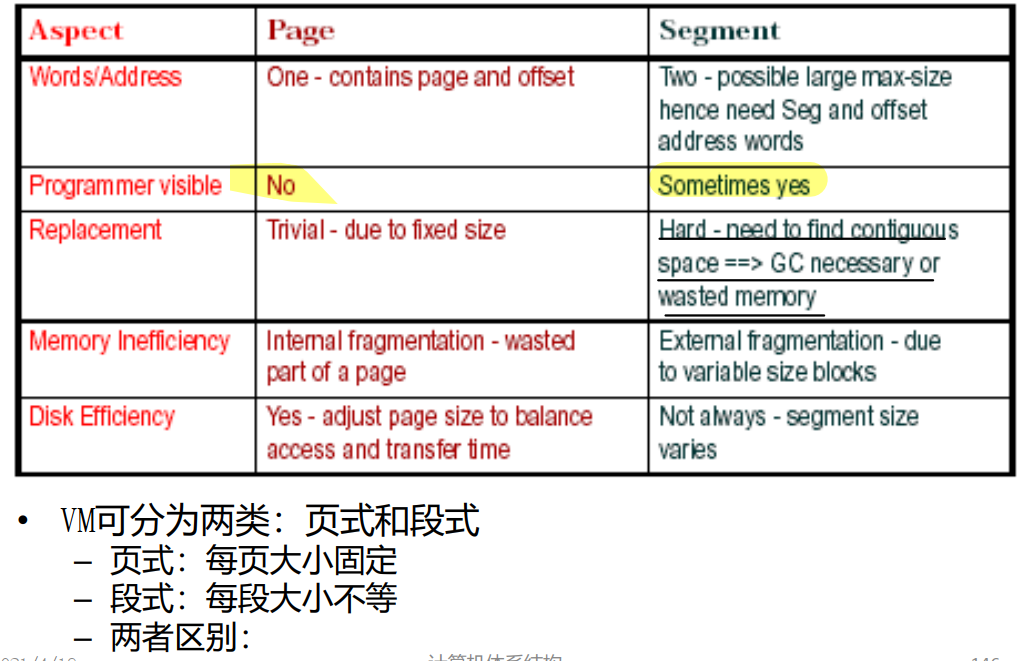 Aspect Page Segment
Words/Address One - contains page and offset Two - possible large max-size
hence need Seg and offset
address words
Programmer visible No Sometimes yes
Replacement Trivial - due to fixed size Hard - need to find contiguous
space ==> GC necessary or
wasted memory
Memory Inefficiency Internal fragmentation - wasted External fragmentation - due
part of a page to variable size blocks
Disk Efficiency Yes - adjust page size to balance Not always - segment size
access and transfer time varies
• VM可分为两类：页式和段式
– 页式：每页大小固定
– 段式：每段大小不等
– 两者区别：
计算机体系结构